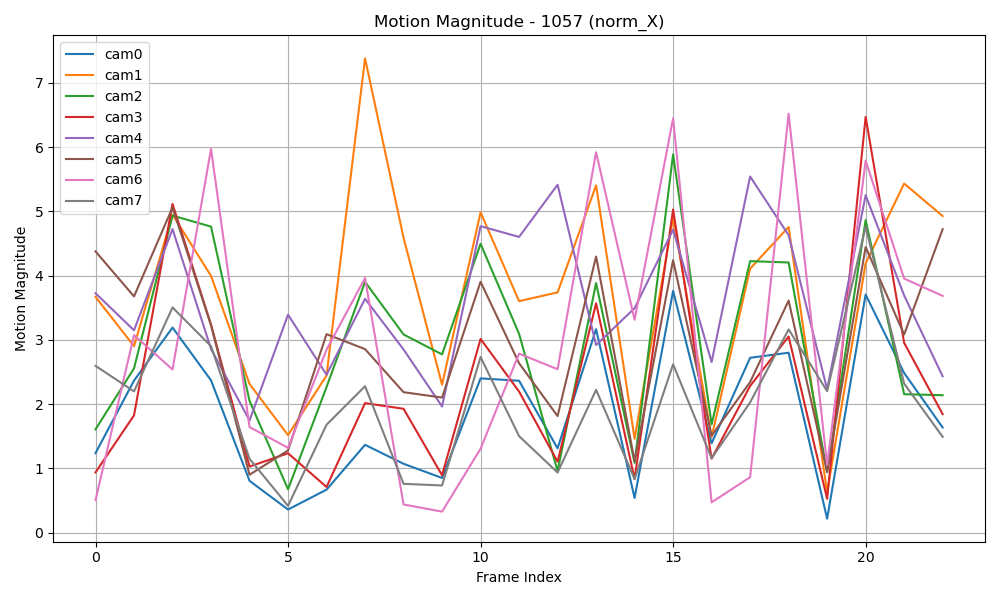 Motion Magnitude - 1057 (norm_X)
cam0
cam1
cam2
cam3
cam4
cam5
cam6
cam7
Motion Magnitude
7
6
5
4
3
2
1
0
0 5 10 15 20
Frame Index